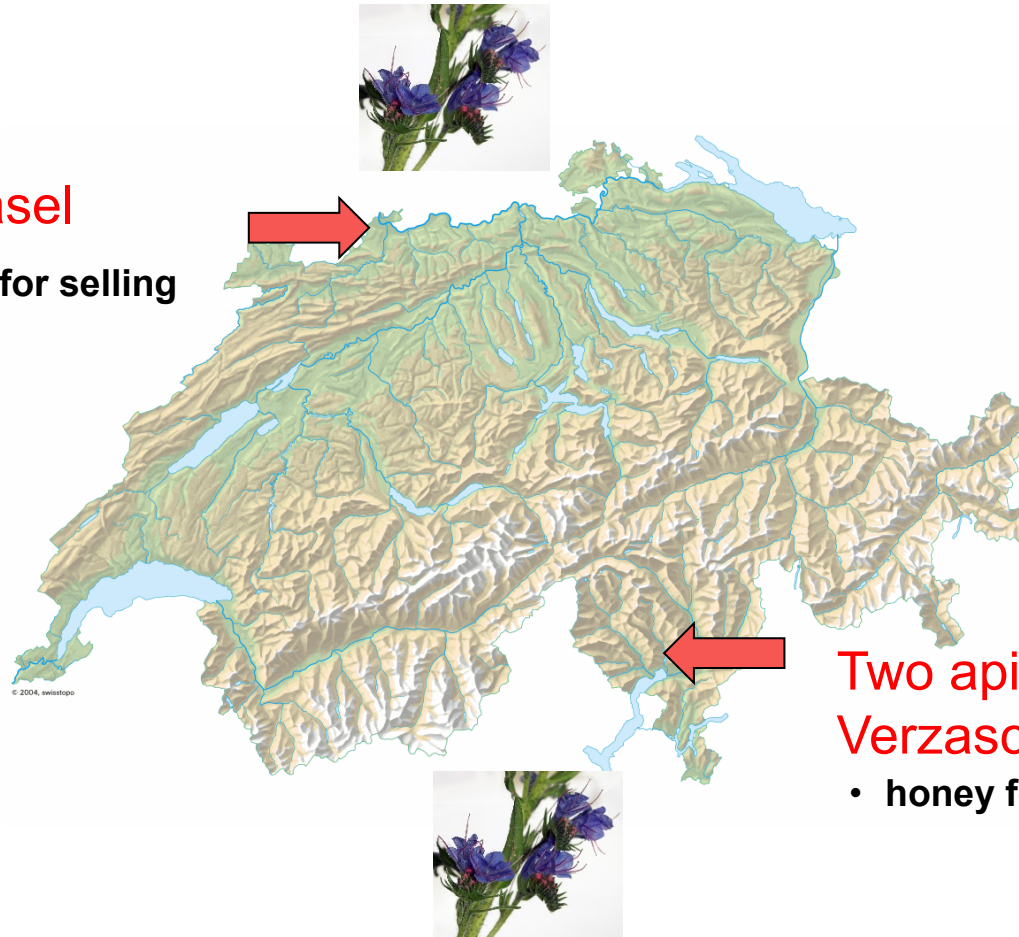 asel
for selling
© 2004, swisstopo
Two api
Verzasc
• honey f